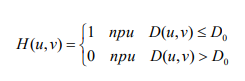 H(u,v) = {1 при D(u,v) ≤ D₀
{0 при D(u,v) > D₀